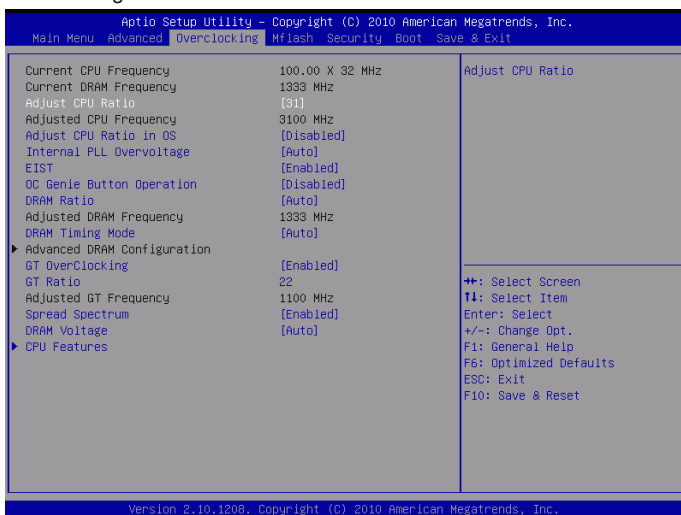 Aptio Setup Utility - Copyright (C) 2010 American Megatrends, Inc.
Main Menu Advanced Overclocking Mflash Security Boot Save & Exit
Current CPU Frequency 100.00 X 32 MHz
Current DRAM Frequency 1333 MHz
Adjust CPU Ratio [31]
Adjusted CPU Frequency 3100 MHz
Adjust CPU Ratio in OS [Disabled]
Internal PLL Overvoltage [Auto]
EIST [Enabled]
OC Genie Button Operation [Disabled]
DRAM Ratio [Auto]
Adjusted DRAM Frequency 1333 MHz
DRAM Timing Mode [Auto]
▶ Advanced DRAM Configuration
GT OverClocking [Enabled]
GT Ratio 22
Adjusted GT Frequency 1100 MHz
Spread Spectrum [Enabled]
DRAM Voltage [Auto]
▶ CPU Features
Adjust CPU Ratio
→←: Select Screen
↑↓: Select Item
Enter: Select
+/-: Change Opt.
F1: General Help
F6: Optimized Defaults
ESC: Exit
F10: Save & Reset
Version 2.10.1208. Copyright (C) 2010 American Megatrends, Inc.